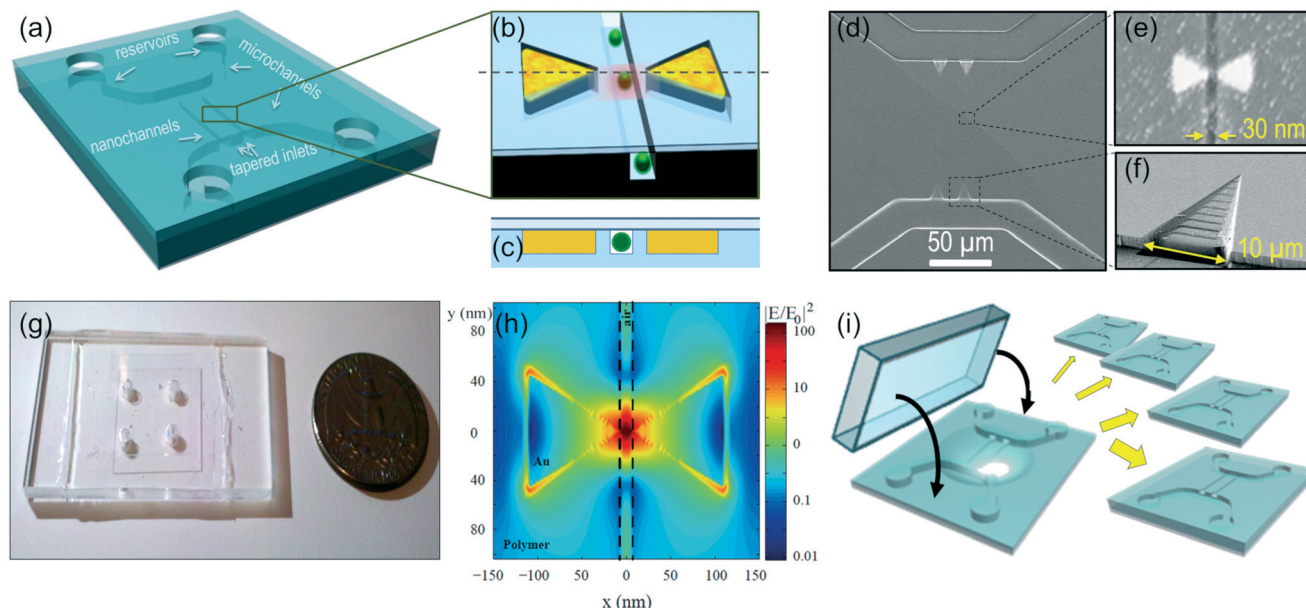 (a)
reservoirs
microchannels
nanochannels
tapered inlets
(b)
(c)
(d)
50 µm
(e)
30 nm
(f)
10 µm
(g)
(h)
y (nm)
80
40
0
40
80
air
Au
Polymer
−150 −100 −50 0 50 100 150
x (nm)
|E/E₀|²
100
10
0
0.1
0.01
(i)